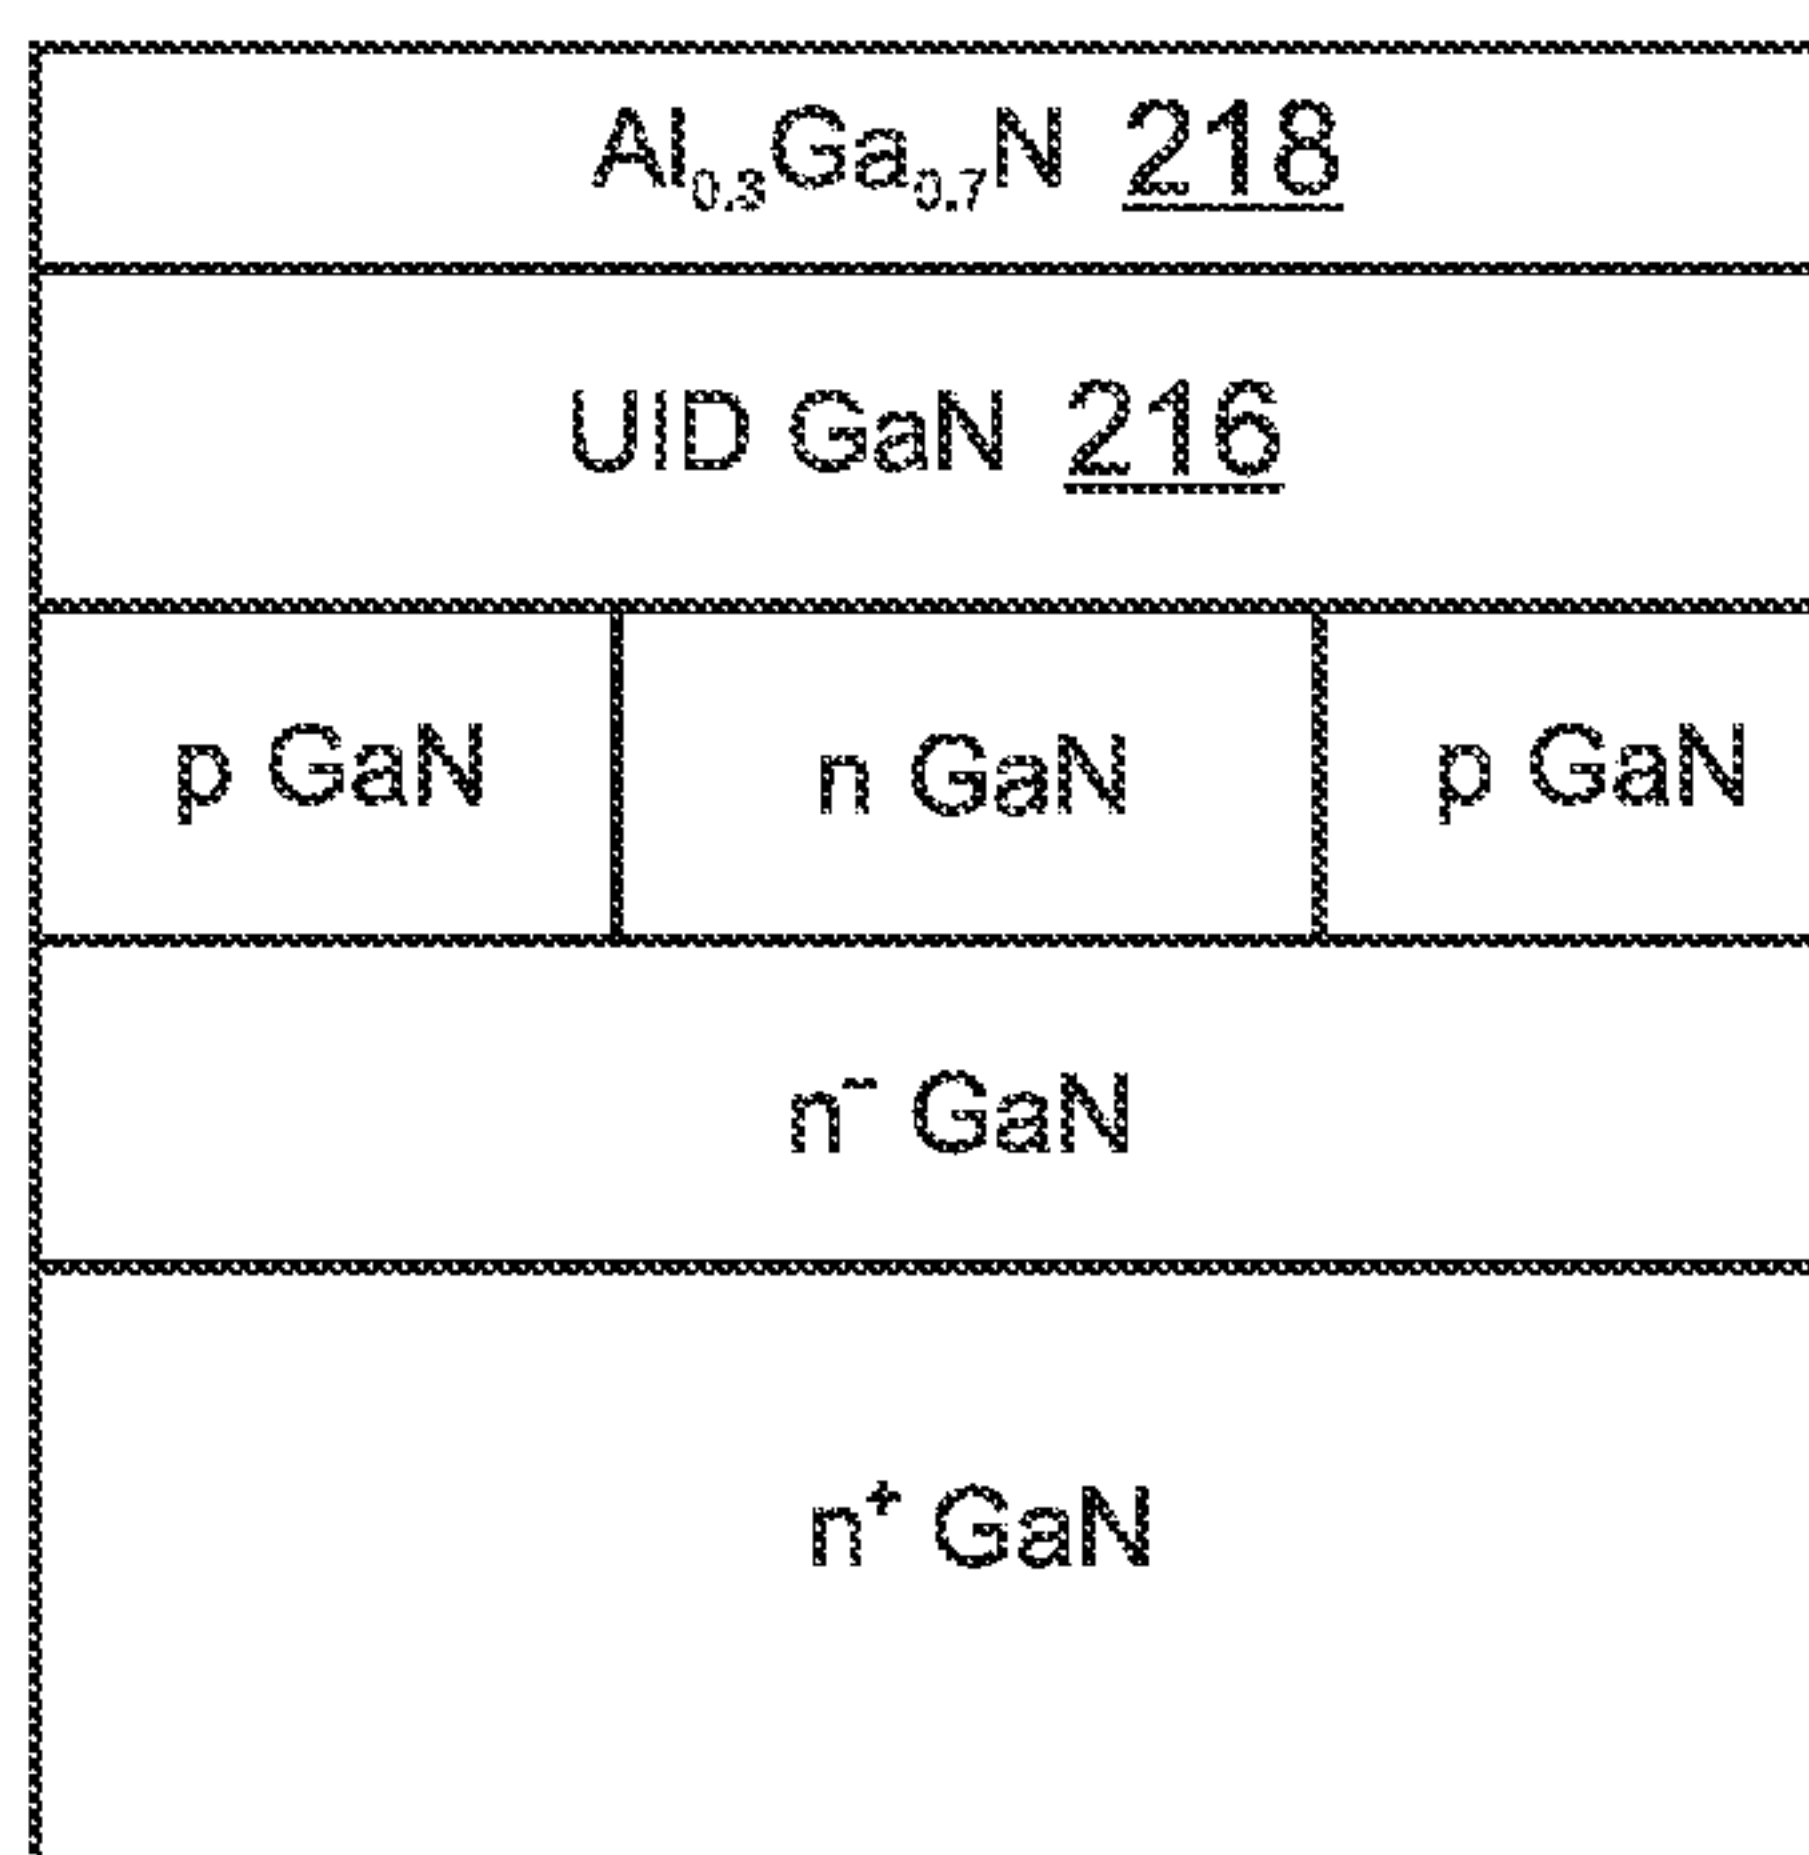 Al₀.₃Ga₀.₇N 218
UID GaN 216
p GaN n GaN p GaN
n⁻ GaN
n⁺ GaN